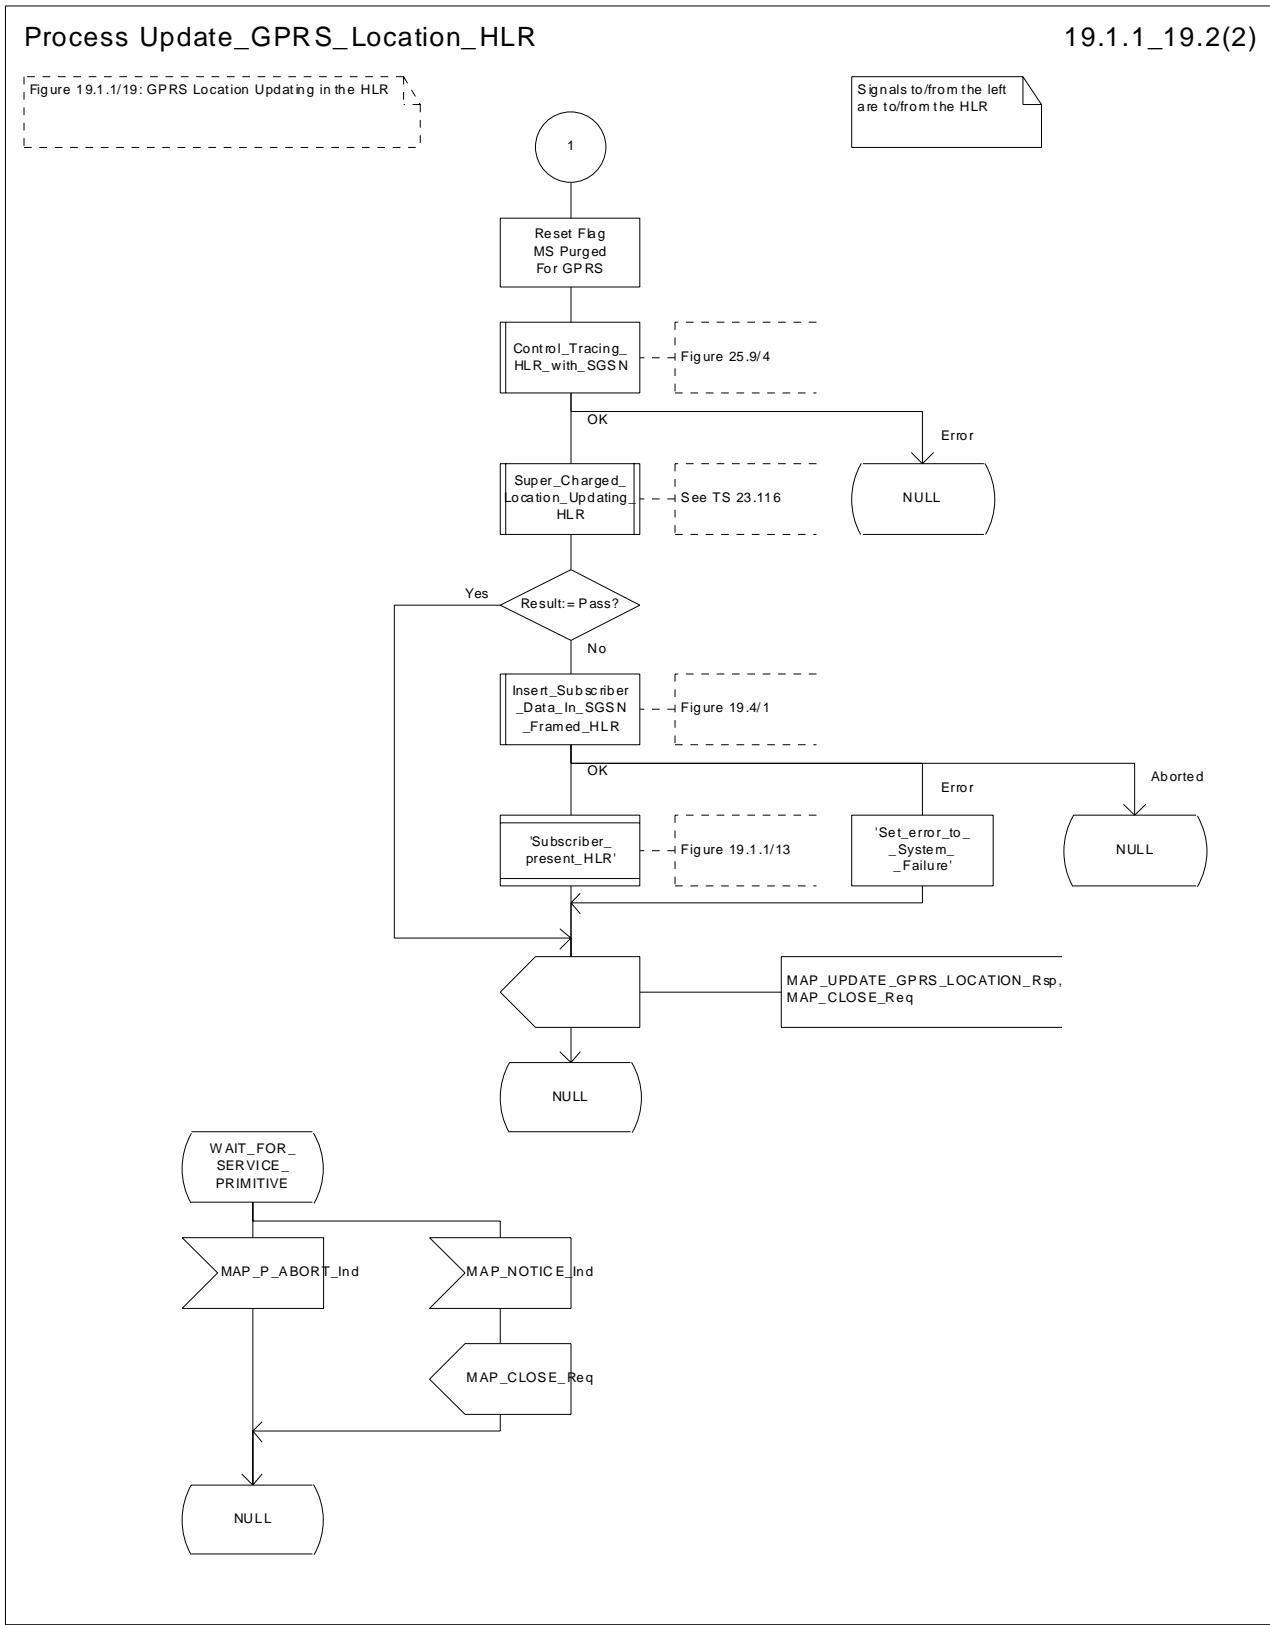 Process Update_GPRS_Location_HLR
19.1.1_19.2(2)
Figure 19.1.1/19: GPRS Location Updating in the HLR
Signals to/from the left
are to/from the HLR
1
Reset Flag
MS Purged
For GPRS
Control_Tracing_
HLR_with_SGSN
Figure 25.9/4
OK
Error
Super_Charged_
Location_Updating_
HLR
See TS 23.116
NULL
Yes
Result:= Pass?
No
Insert_Subscriber
_Data_In_SGSN
_Framed_HLR
Figure 19.4/1
OK
Error
Aborted
'Subscriber_
present_HLR'
Figure 19.1.1/13
'Set_error_to_
_System_
_Failure'
NULL
MAP_UPDATE_GPRS_LOCATION_Rsp,
MAP_CLOSE_Req
NULL
WAIT_FOR_
SERVICE_
PRIMITIVE
MAP_P_ABORT_Ind
MAP_NOTICE_Ind
MAP_CLOSE_Req
NULL